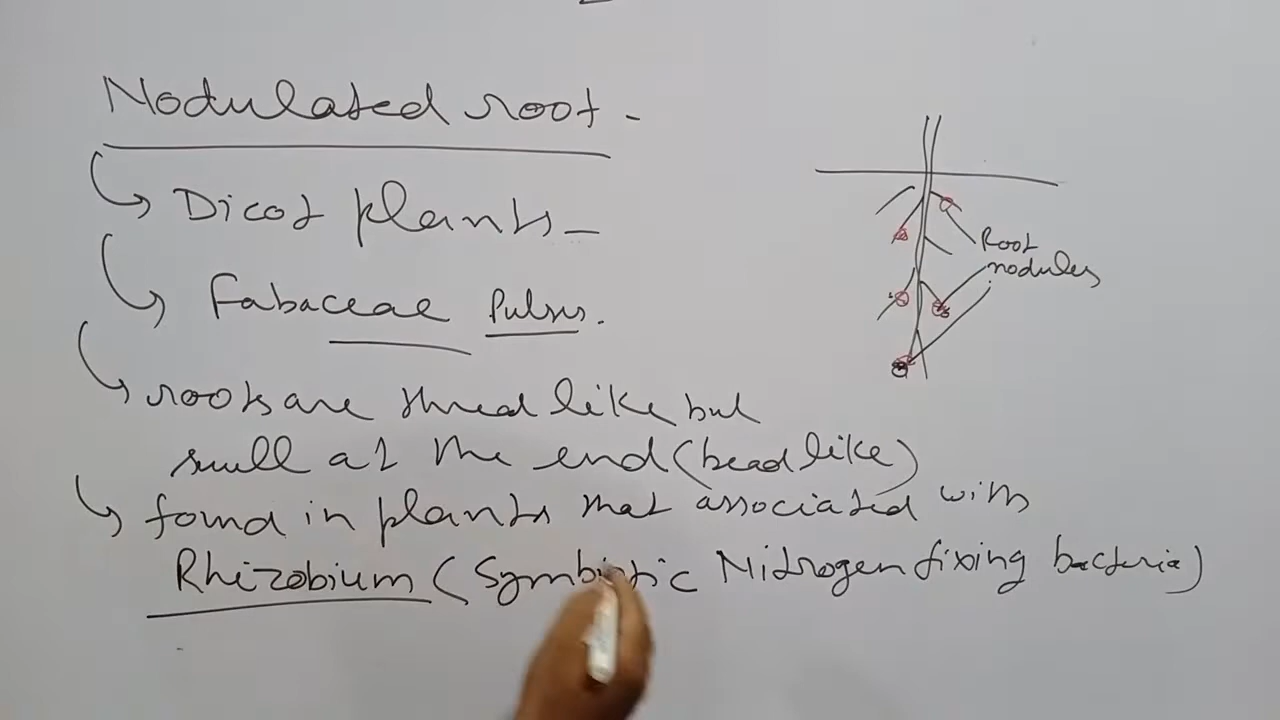 Nodulated root -
Dicot plants -
Fabaceae Pulses.
roots are thread like but
swell at the end (bead like)
found in plants that associated with
Rhizobium (Symbiotic Nitrogen fixing bacteria)
Root
nodules